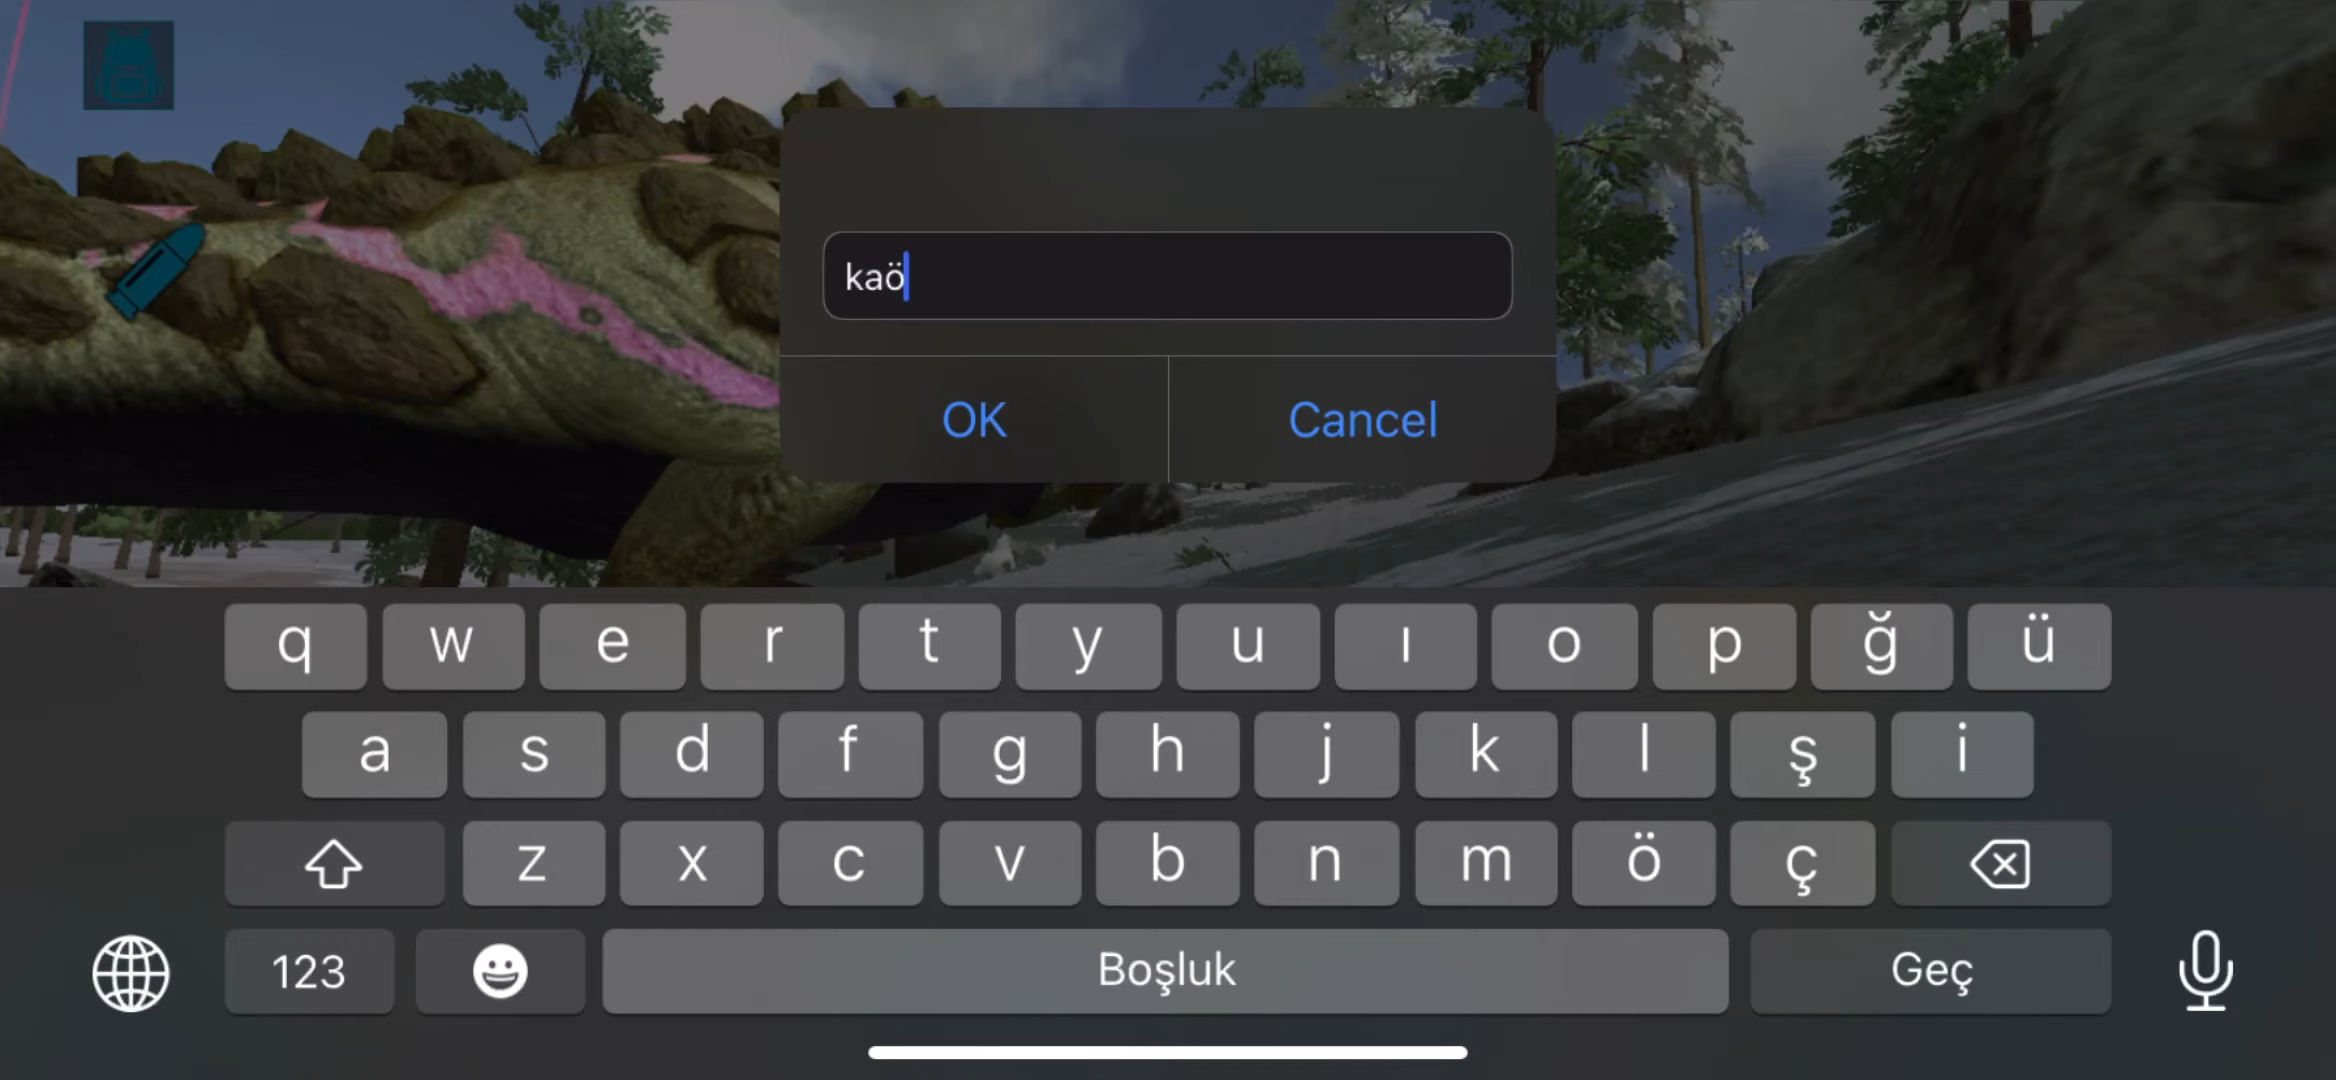 kaö
OK Cancel
q w e r t y u ı o p ğ ü
a s d f g h j k l ş i
z x c v b n m ö ç
123 Boşluk Geç